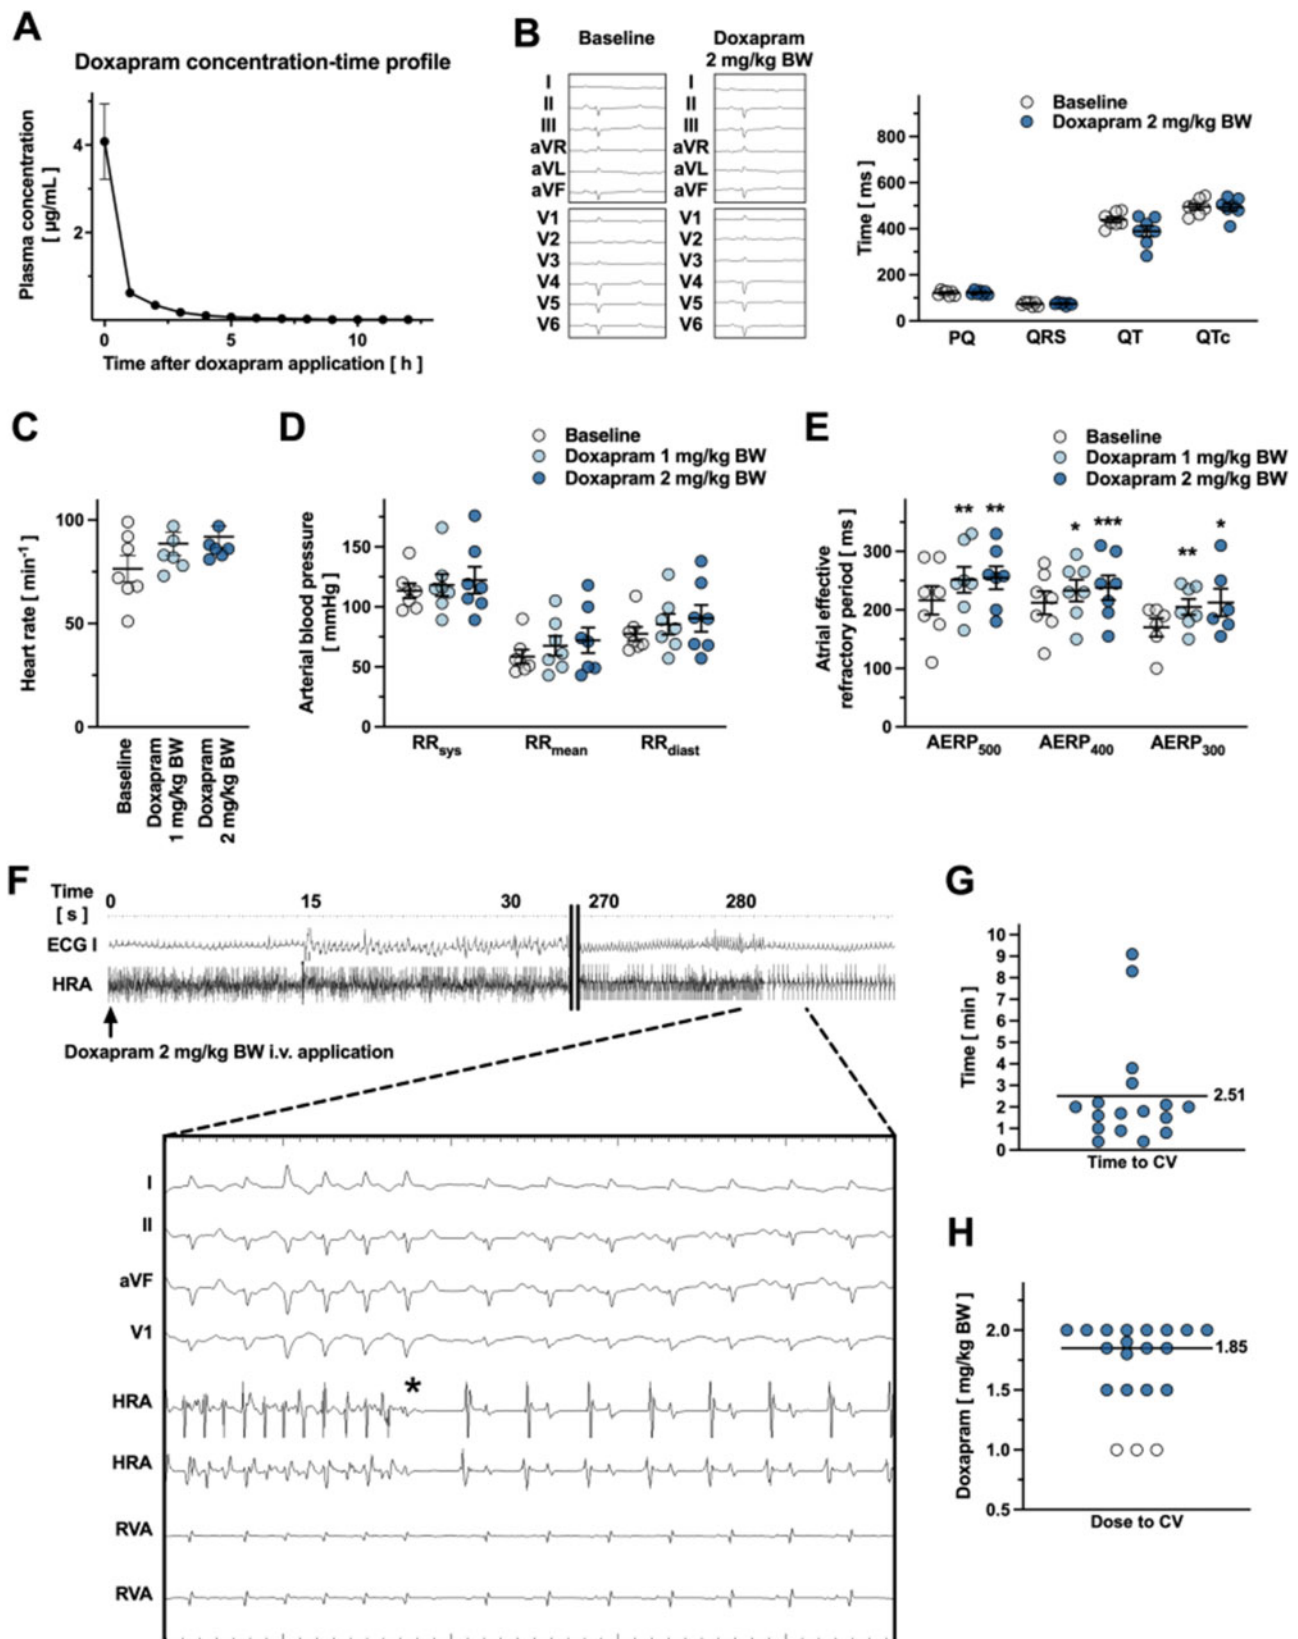 A
Doxapram concentration-time profile
Plasma concentration
[ µg/mL ]
4
2
0
5
10
Time after doxapram application [ h ]
B
Baseline
Doxapram
2 mg/kg BW
I
II
III
aVR
aVL
aVF
V1
V2
V3
V4
V5
V6
I
II
III
aVR
aVL
aVF
V1
V2
V3
V4
V5
V6
Baseline
Doxapram 2 mg/kg BW
Time [ ms ]
800
600
400
200
0
PQ
QRS
QT
QTc
C
Heart rate [ min-1 ]
100
50
0
Baseline
Doxapram
1 mg/kg BW
Doxapram
2 mg/kg BW
D
Baseline
Doxapram 1 mg/kg BW
Doxapram 2 mg/kg BW
Arterial blood pressure
[ mmHg ]
150
100
50
0
RRsys
RRmean
RRdiast
E
Baseline
Doxapram 1 mg/kg BW
Doxapram 2 mg/kg BW
Atrial effective
refractory period [ ms ]
300
200
100
0
** **
* ***
** *
AERP500
AERP400
AERP300
F
Time
[ s ]
0
15
30
270
280
ECG I
HRA
Doxapram 2 mg/kg BW i.v. application
I
II
aVF
V1
HRA
*
HRA
RVA
RVA
G
Time [ min ]
10
9
8
7
6
5
4
3
2
1
0
2.51
Time to CV
H
Doxapram [ mg/kg BW ]
2.0
1.5
1.0
0.5
1.85
Dose to CV